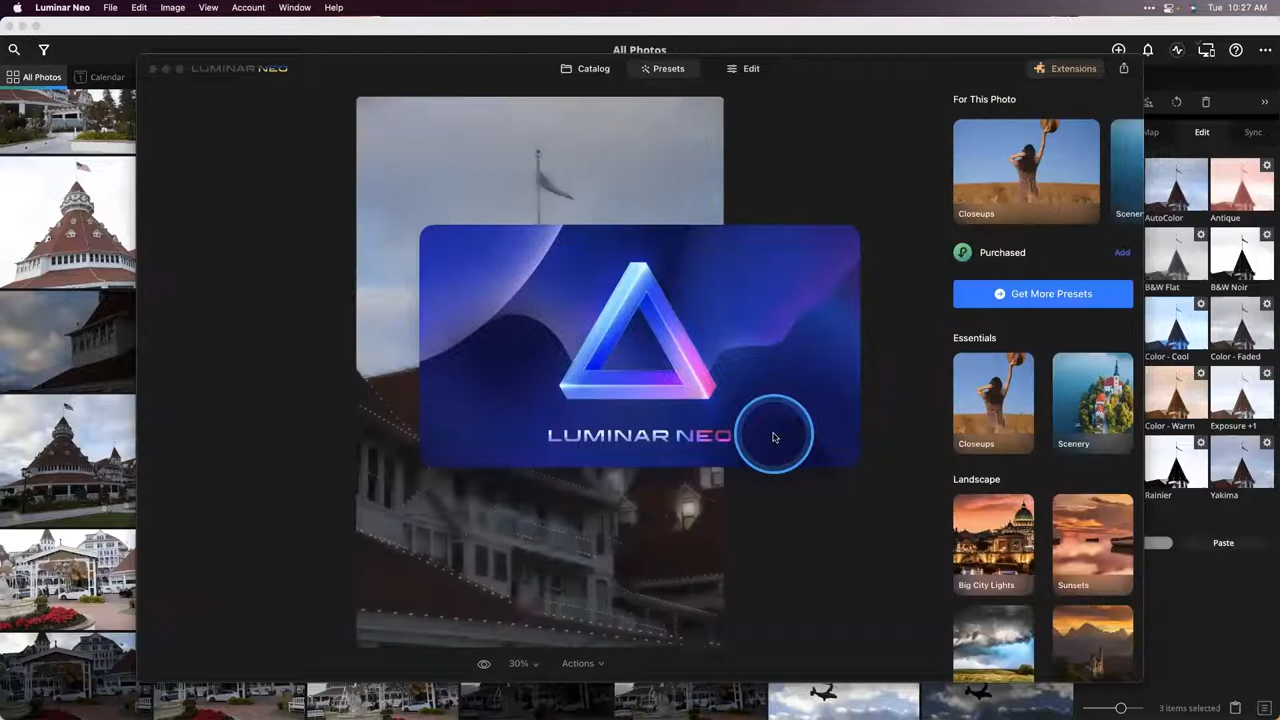 Luminar Neo File Edit Image View Account Window Help Tue 10:27 AM
All Photos
All Photos Calendar
LUMINAR NEO Catalog Presets Edit Extensions
For This Photo
Closeups
Purchased Add
Get More Presets
Essentials
Closeups Scenery
Landscape
Big City Lights Sunsets
LUMINAR NEO
30% Actions
Map Edit Sync
AutoColor Antique
B&W Flat B&W Noir
Color - Cool Color - Faded
Color - Warm Exposure +1
Rainier Yakima
Paste
3 items selected